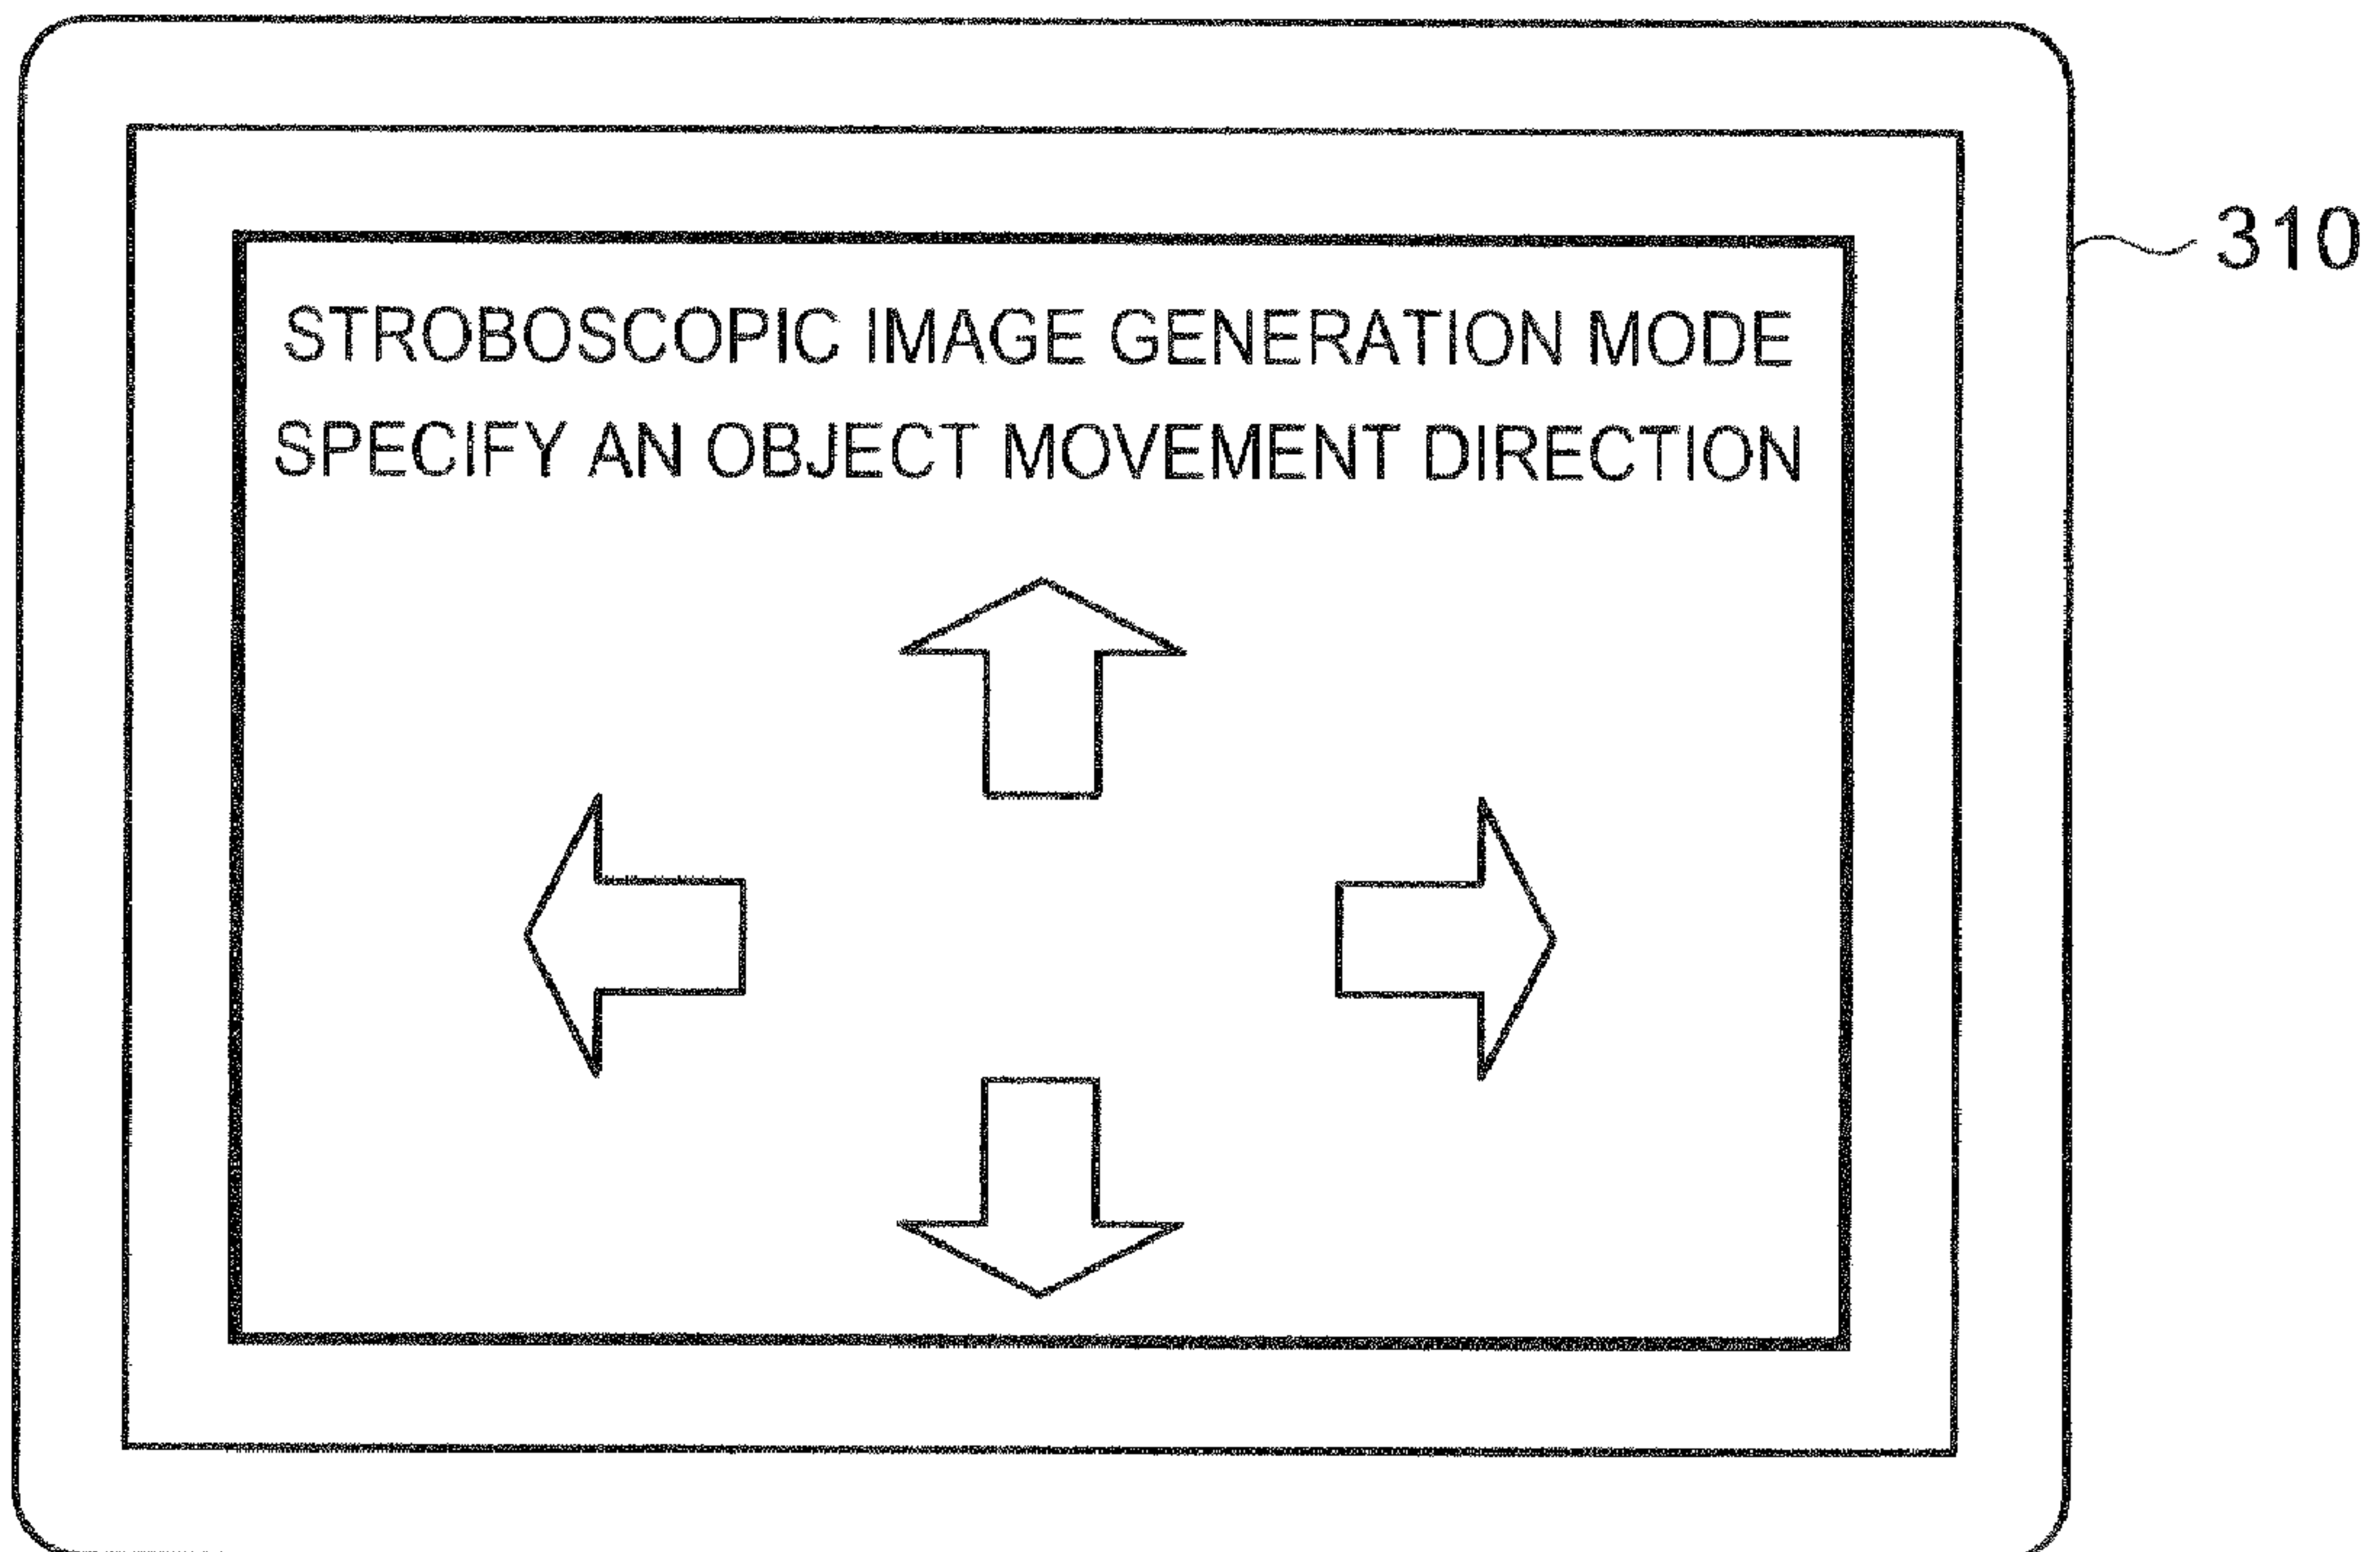 310
STROBOSCOPIC IMAGE GENERATION MODE
SPECIFY AN OBJECT MOVEMENT DIRECTION